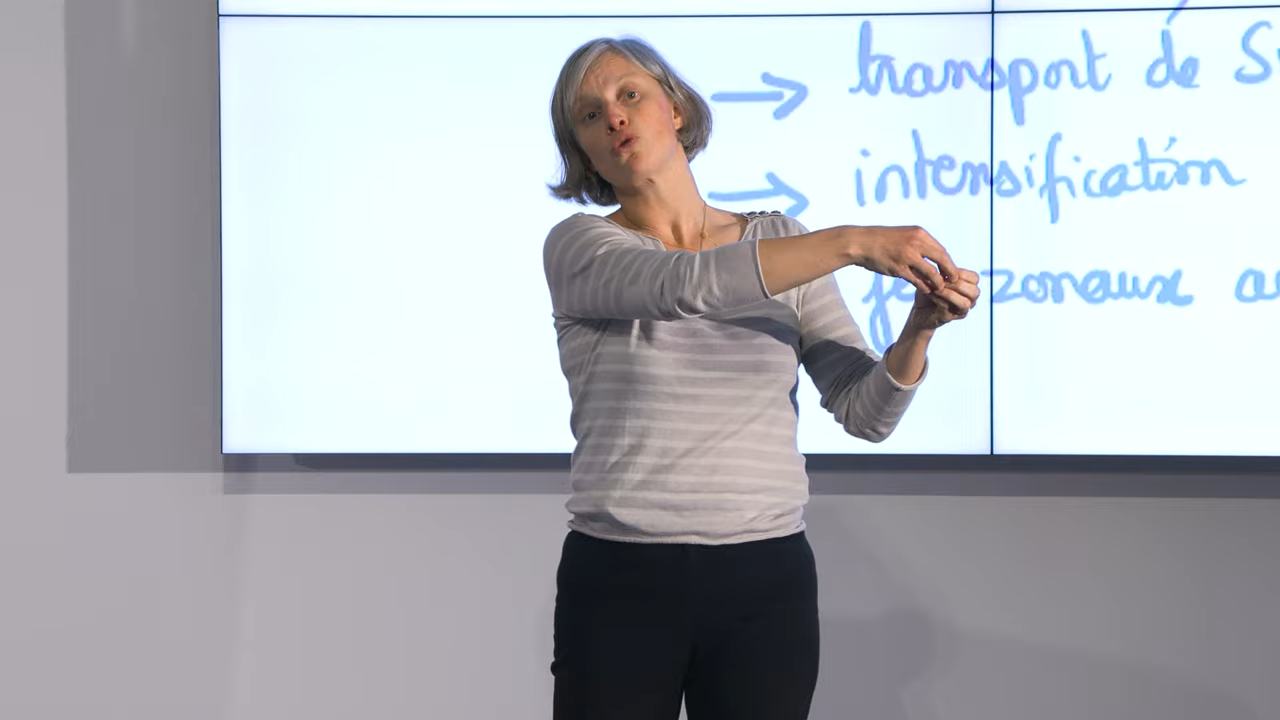 → transport de
→ intensification
zonaux